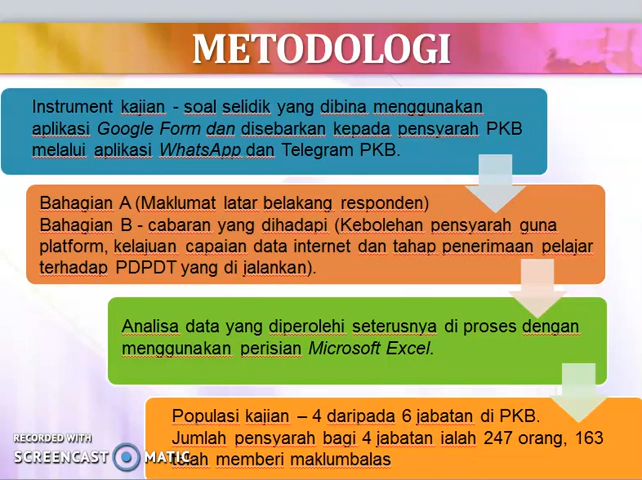 METODOLOGI
Instrument kajian - soal selidik yang dibina menggunakan
aplikasi Google Form dan disebarkan kepada pensyarah PKB
melalui aplikasi WhatsApp dan Telegram PKB.
Bahagian A (Maklumat latar belakang responden)
Bahagian B - cabaran yang dihadapi (Kebolehan pensyarah guna
platform, kelajuan capaian data internet dan tahap penerimaan pelajar
terhadap PDPDT yang di jalankan).
Analisa data yang diperolehi seterusnya di proses dengan
menggunakan perisian Microsoft Excel.
Populasi kajian – 4 daripada 6 jabatan di PKB.
Jumlah pensyarah bagi 4 jabatan ialah 247 orang, 163
telah memberi maklumbalas
RECORDED WITH
SCREENCAST MATIC